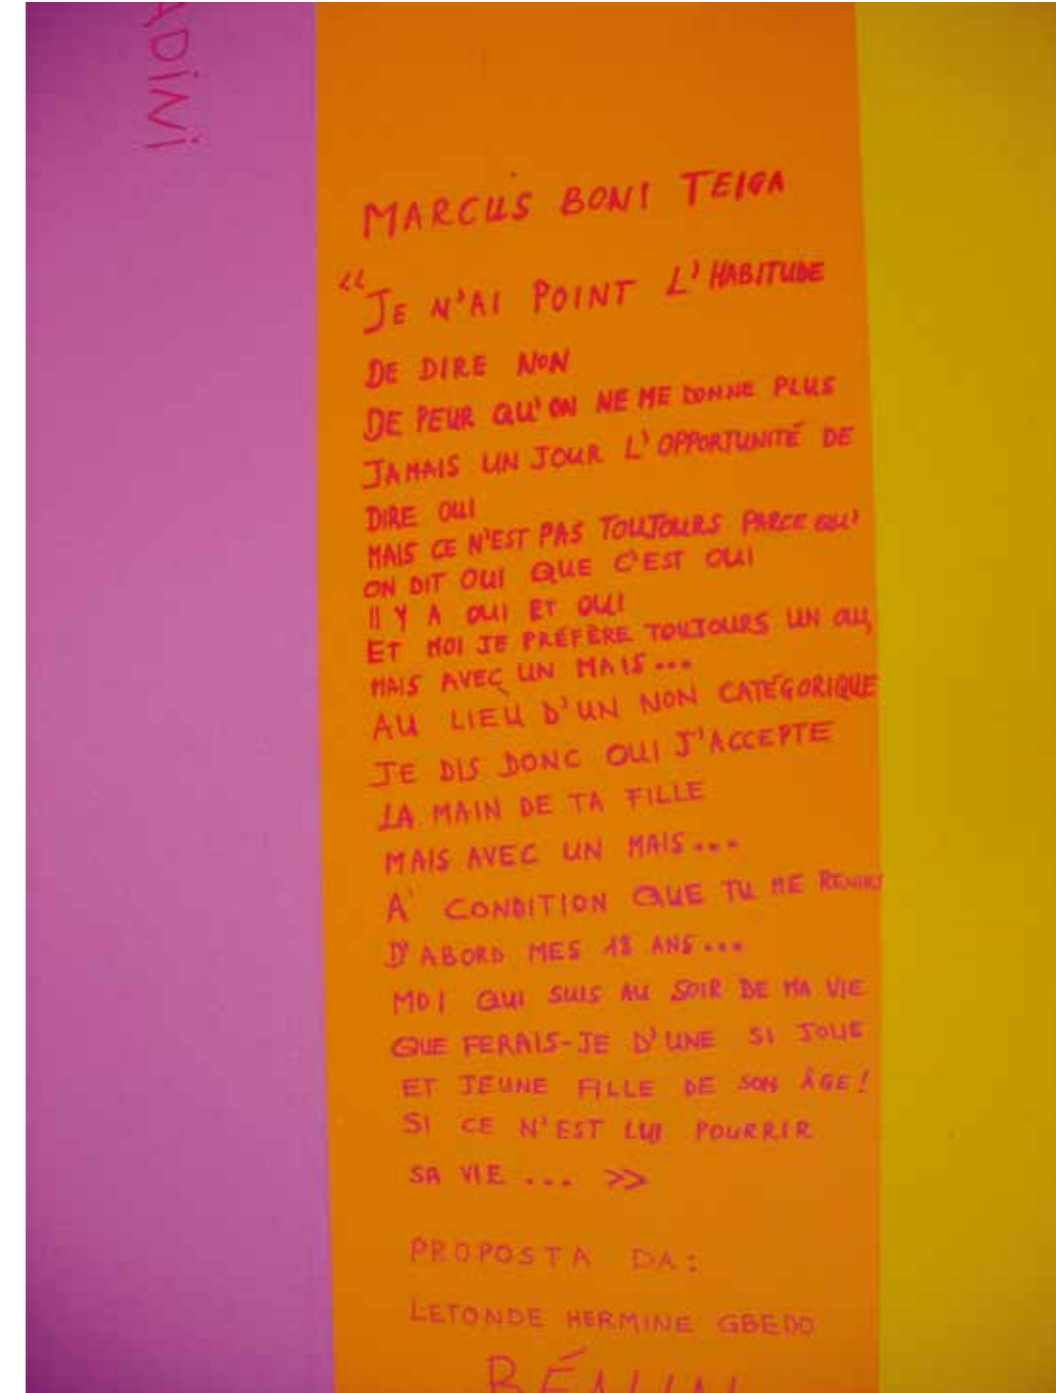 ADINI
MARCUS BONI TEIGA
«JE N'AI POINT L'HABITUDE
DE DIRE NON
DE PEUR QU'ON NE ME DONNE PLUS
JAMAIS UN JOUR L'OPPORTUNITÉ DE
DIRE OUI
MAIS CE N'EST PAS TOUJOURS PARCE QU'
ON DIT OUI QUE C'EST OUI
Il Y A OUI ET OUI
ET MOI JE PRÉFÈRE TOUJOURS UN OUI,
MAIS AVEC UN MAIS...
AU LIEU D'UN NON CATÉGORIQUE
JE DIS DONC OUI J'ACCEPTE
LA MAIN DE TA FILLE
MAIS AVEC UN MAIS...
A' CONDITION QUE TU ME RENDES
D'ABORD MES 18 ANS...
MOI QUI SUIS AU SOIR DE MA VIE
QUE FERAIS-JE D'UNE SI JOLIE
ET JEUNE FILLE DE SON ÂGE!
SI CE N'EST LUI POURRIR
SA VIE... >>
PROPOSTA DA:
LETONDE HERMINE GBEDO
BÉNIN